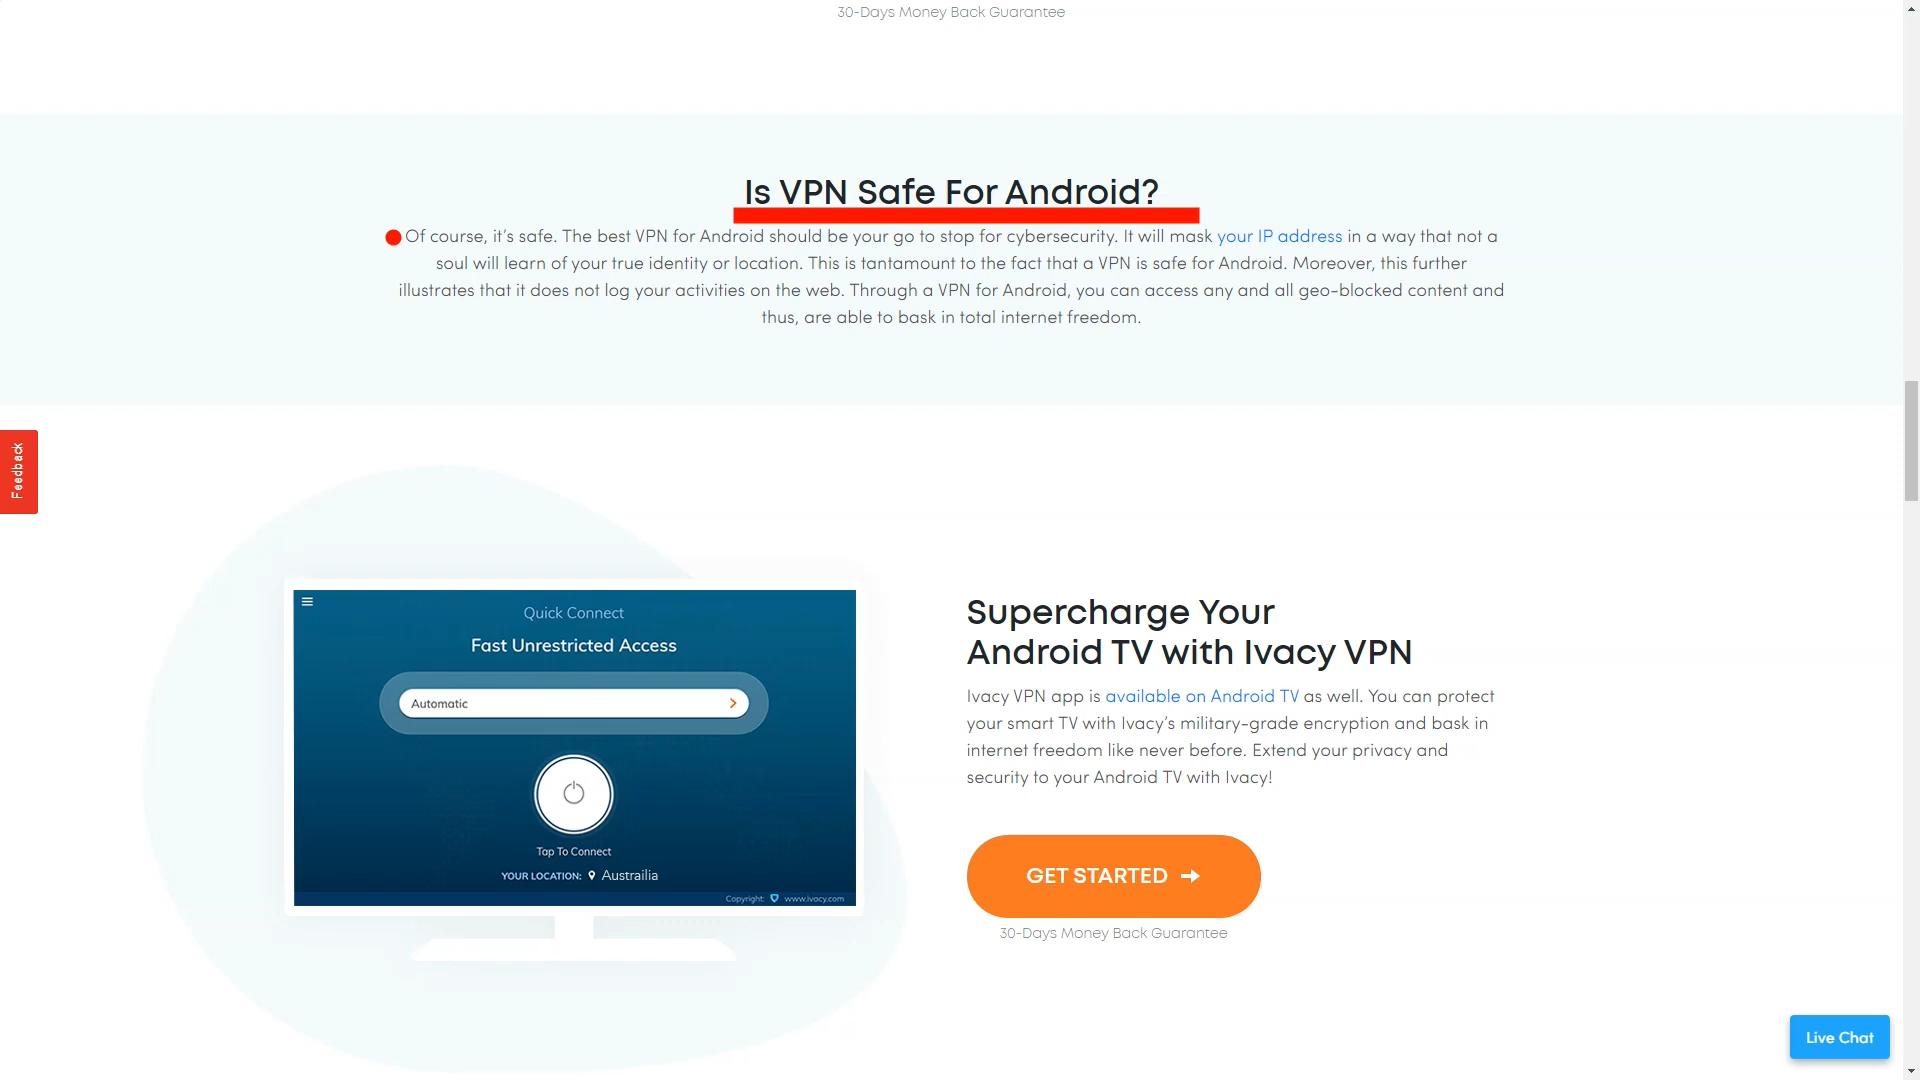 30-Days Money Back Guarantee
Is VPN Safe For Android?
Of course, it's safe. The best VPN for Android should be your go to stop for cybersecurity. It will mask your IP address in a way that not a
soul will learn of your true identity or location. This is tantamount to the fact that a VPN is safe for Android. Moreover, this further
illustrates that it does not log your activities on the web. Through a VPN for Android, you can access any and all geo-blocked content and
thus, are able to bask in total internet freedom.
Feedback
Quick Connect
Fast Unrestricted Access
Automatic
Tap To Connect
YOUR LOCATION: Austrailia
Copyright: www.ivacy.com
Supercharge Your
Android TV with Ivacy VPN
Ivacy VPN app is available on Android TV as well. You can protect
your smart TV with Ivacy's military-grade encryption and bask in
internet freedom like never before. Extend your privacy and
security to your Android TV with Ivacy!
GET STARTED
30-Days Money Back Guarantee
Live Chat